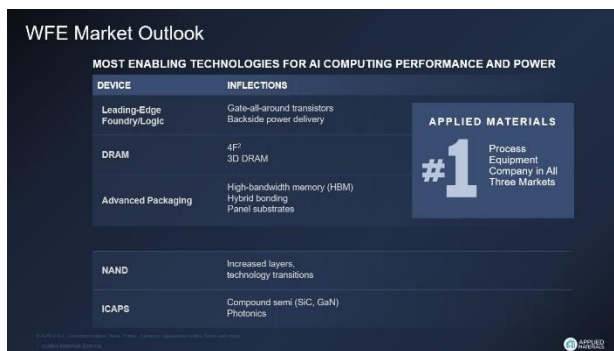 WFE Market Outlook
MOST ENABLING TECHNOLOGIES FOR AI COMPUTING PERFORMANCE AND POWER
DEVICE INFLECTIONS
Leading-Edge
Foundry/Logic
Gate-all-around transistors
Backside power delivery
DRAM
4F²
3D DRAM
Advanced Packaging
High-bandwidth memory (HBM)
Hybrid bonding
Panel substrates
APPLIED MATERIALS
#1
Process
Equipment
Company in All
Three Markets
NAND
Increased layers,
technology transitions
ICAPS
Compound semi (SiC, GaN)
Photonics
Applied Materials External
APPLIED
MATERIALS